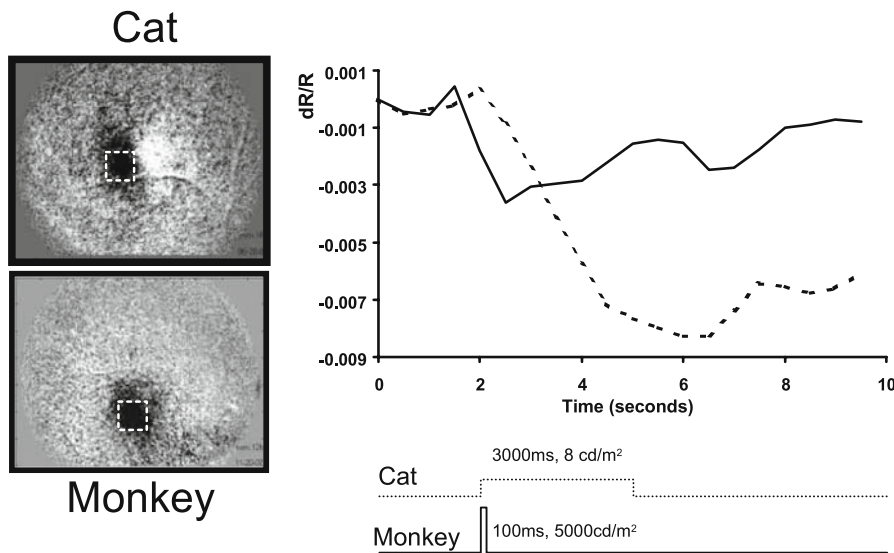 Cat
Monkey
dR/R
0.001
-0.001
-0.003
-0.005
-0.007
-0.009
0 2 4 6 8 10
Time (seconds)
3000ms, 8 cd/m²
Cat
Monkey 100ms, 5000cd/m²